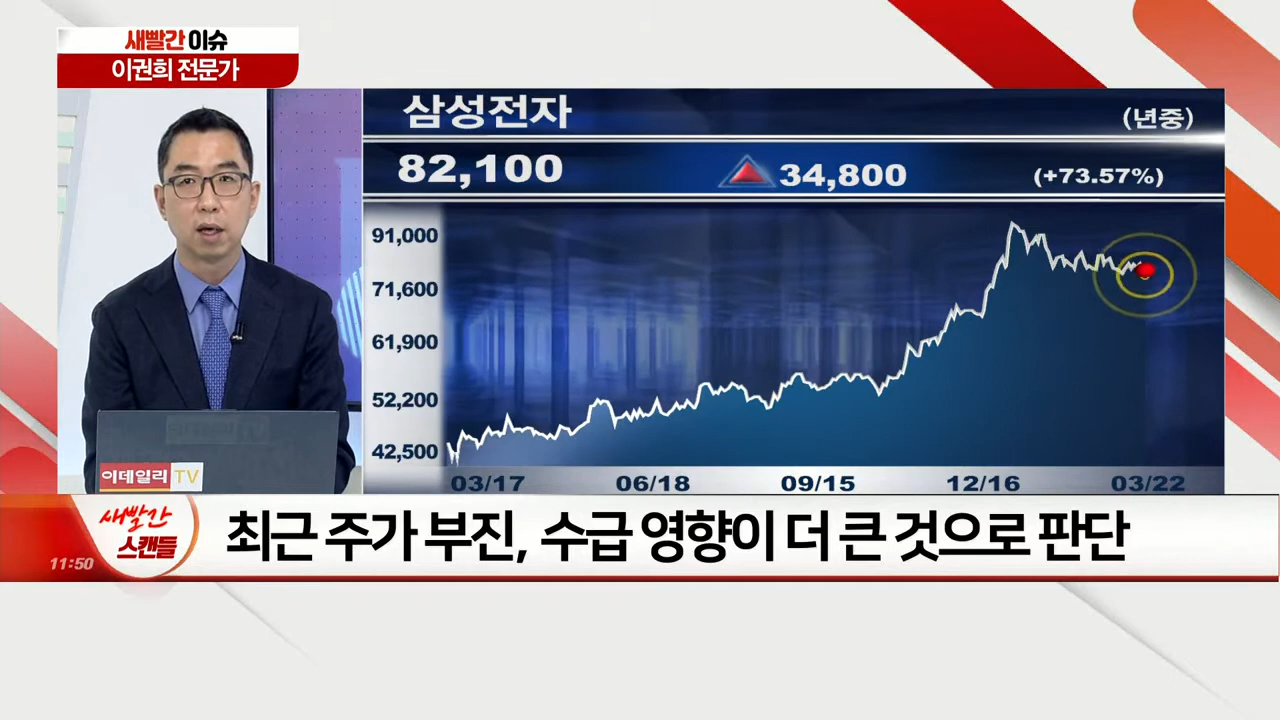 새빨간 이슈
이권희 전문가
삼성전자
(년중)
82,100
34,800
(+73.57%)
91,000
71,600
61,900
52,200
42,500
03/17
06/18
09/15
12/16
03/22
이데일리 TV
새빨간
스캔들
11:50
최근 주가 부진, 수급 영향이 더 큰 것으로 판단